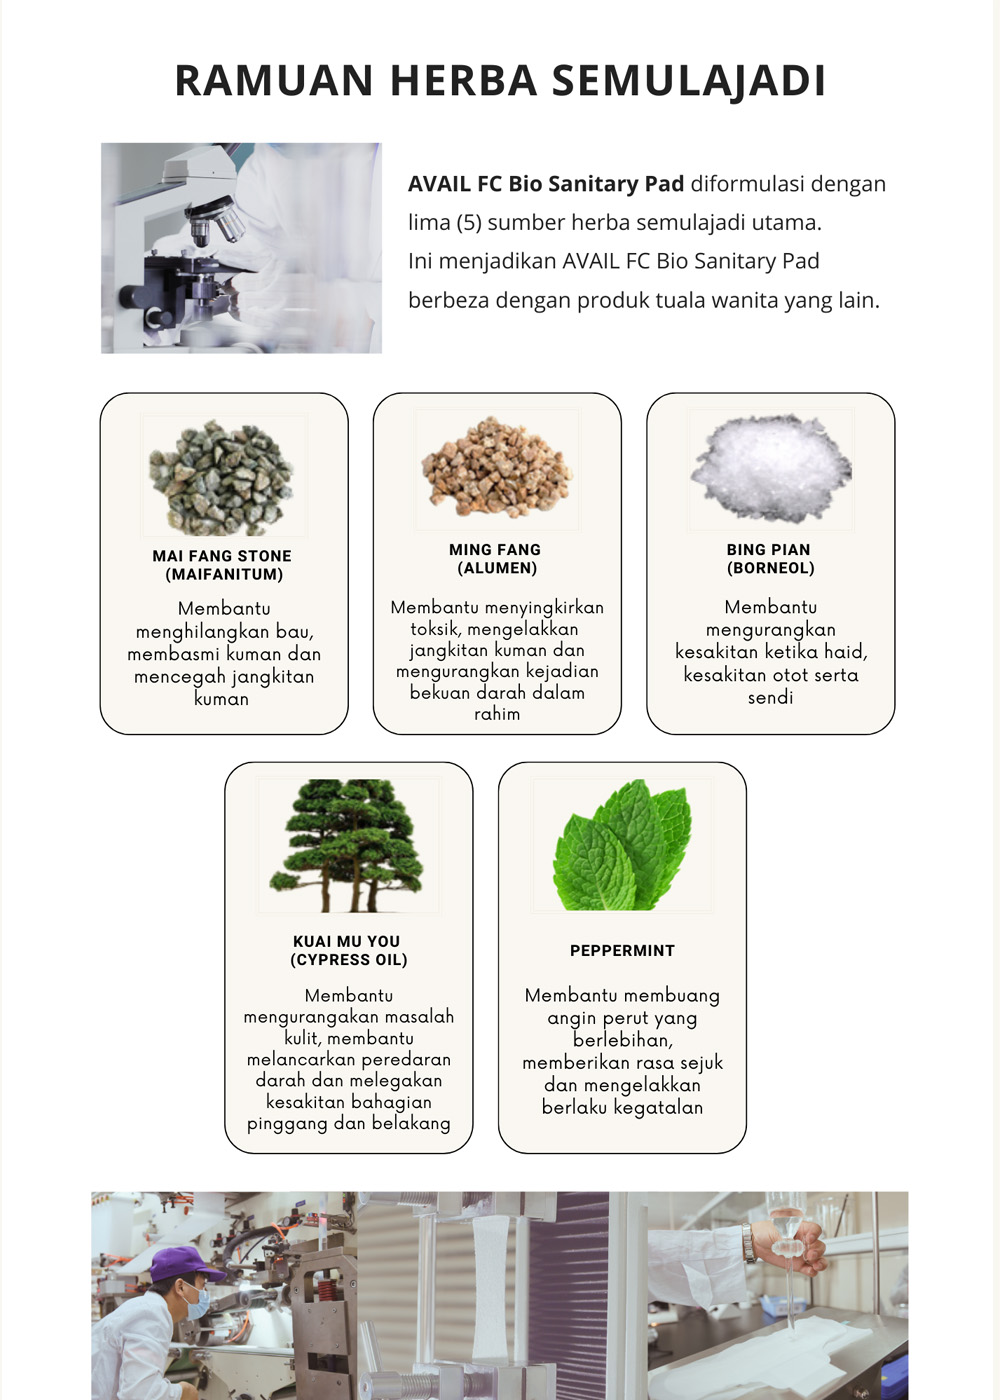 RAMUAN HERBA SEMULAJADI
AVAIL FC Bio Sanitary Pad diformulasi dengan
lima (5) sumber herba semulajadi utama.
Ini menjadikan AVAIL FC Bio Sanitary Pad
berbeza dengan produk tuala wanita yang lain.
MAI FANG STONE
(MAIFANITUM)
Membantu
menghilangkan bau,
membasmi kuman dan
mencegah jangkitan
kuman
MING FANG
(ALUMEN)
Membantu menyingkirkan
toksik, mengelakkan
jangkitan kuman dan
mengurangkan kejadian
bekuan darah dalam
rahim
BING PIAN
(BORNEOL)
Membantu
mengurangkan
kesakitan ketika haid,
kesakitan otot serta
sendi
KUAI MU YOU
(CYPRESS OIL)
Membantu
mengurangakan masalah
kulit, membantu
melancarkan peredaran
darah dan melegakan
kesakitan bahagian
pinggang dan belakang
PEPPERMINT
Membantu membuang
angin perut yang
berlebihan,
memberikan rasa sejuk
dan mengelakkan
berlaku kegatalan